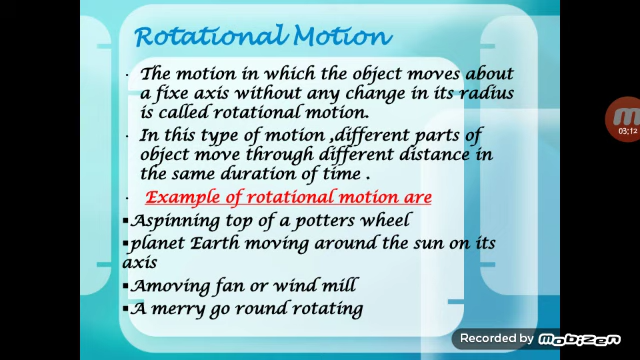 Rotational Motion
· The motion in which the object moves about
a fixe axis without any change in its radius
is called rotational motion.
· In this type of motion ,different parts of
object move through different distance in
the same duration of time .
· Example of rotational motion are
▪Aspinning top of a potters wheel
▪planet Earth moving around the sun on its
axis
▪Amoving fan or wind mill
▪A merry go round rotating
03:12
Recorded by mobizen